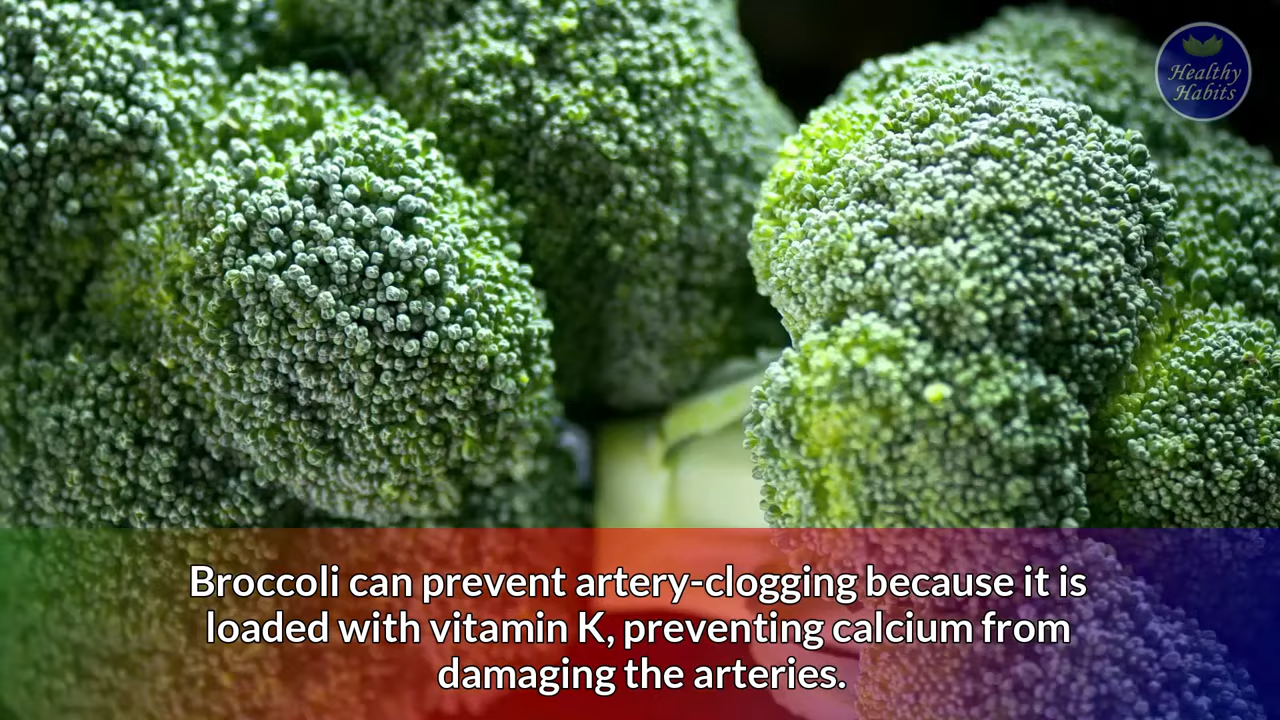 Healthy
Habits
Broccoli can prevent artery-clogging because it is
loaded with vitamin K, preventing calcium from
damaging the arteries.